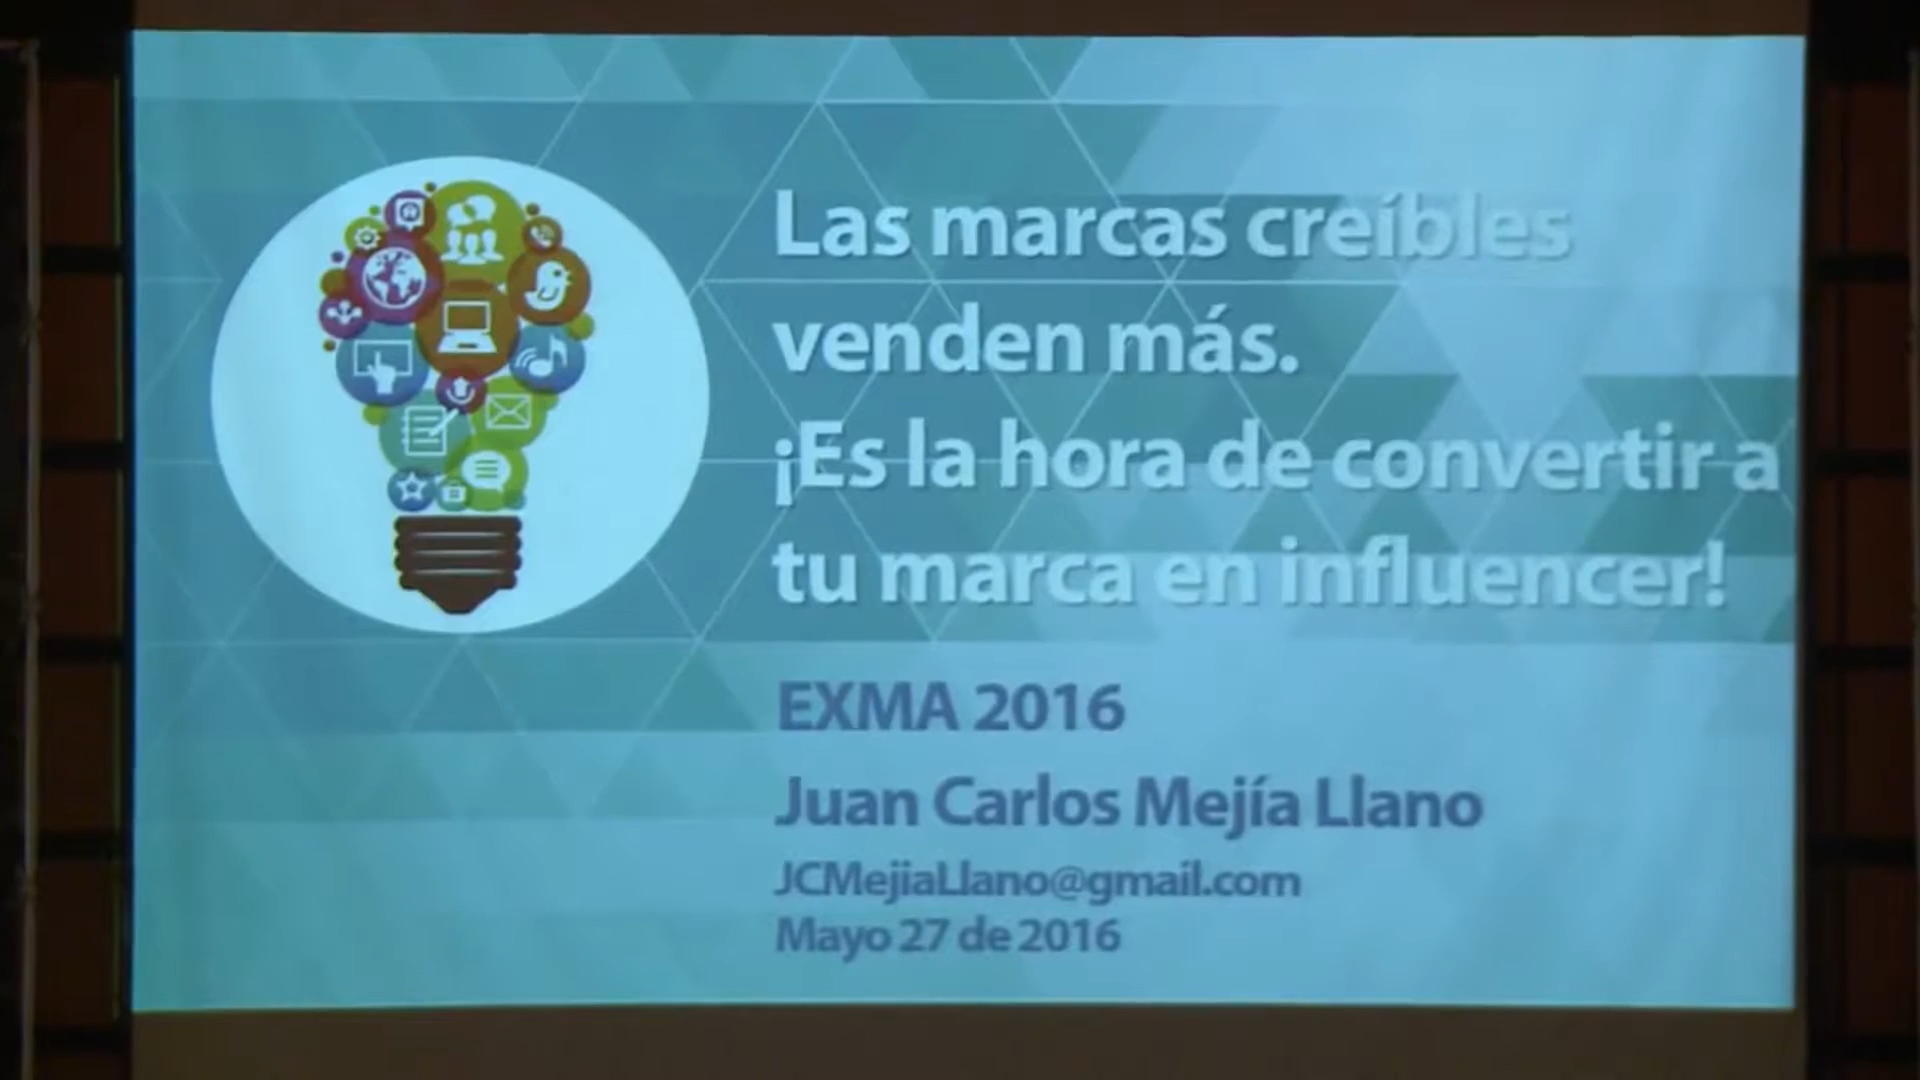 Las marcas creíbles
venden más.
¡Es la hora de convertir a
tu marca en influencer!
EXMA 2016
Juan Carlos Mejía Llano
JCMejiaLlano@gmail.com
Mayo 27 de 2016